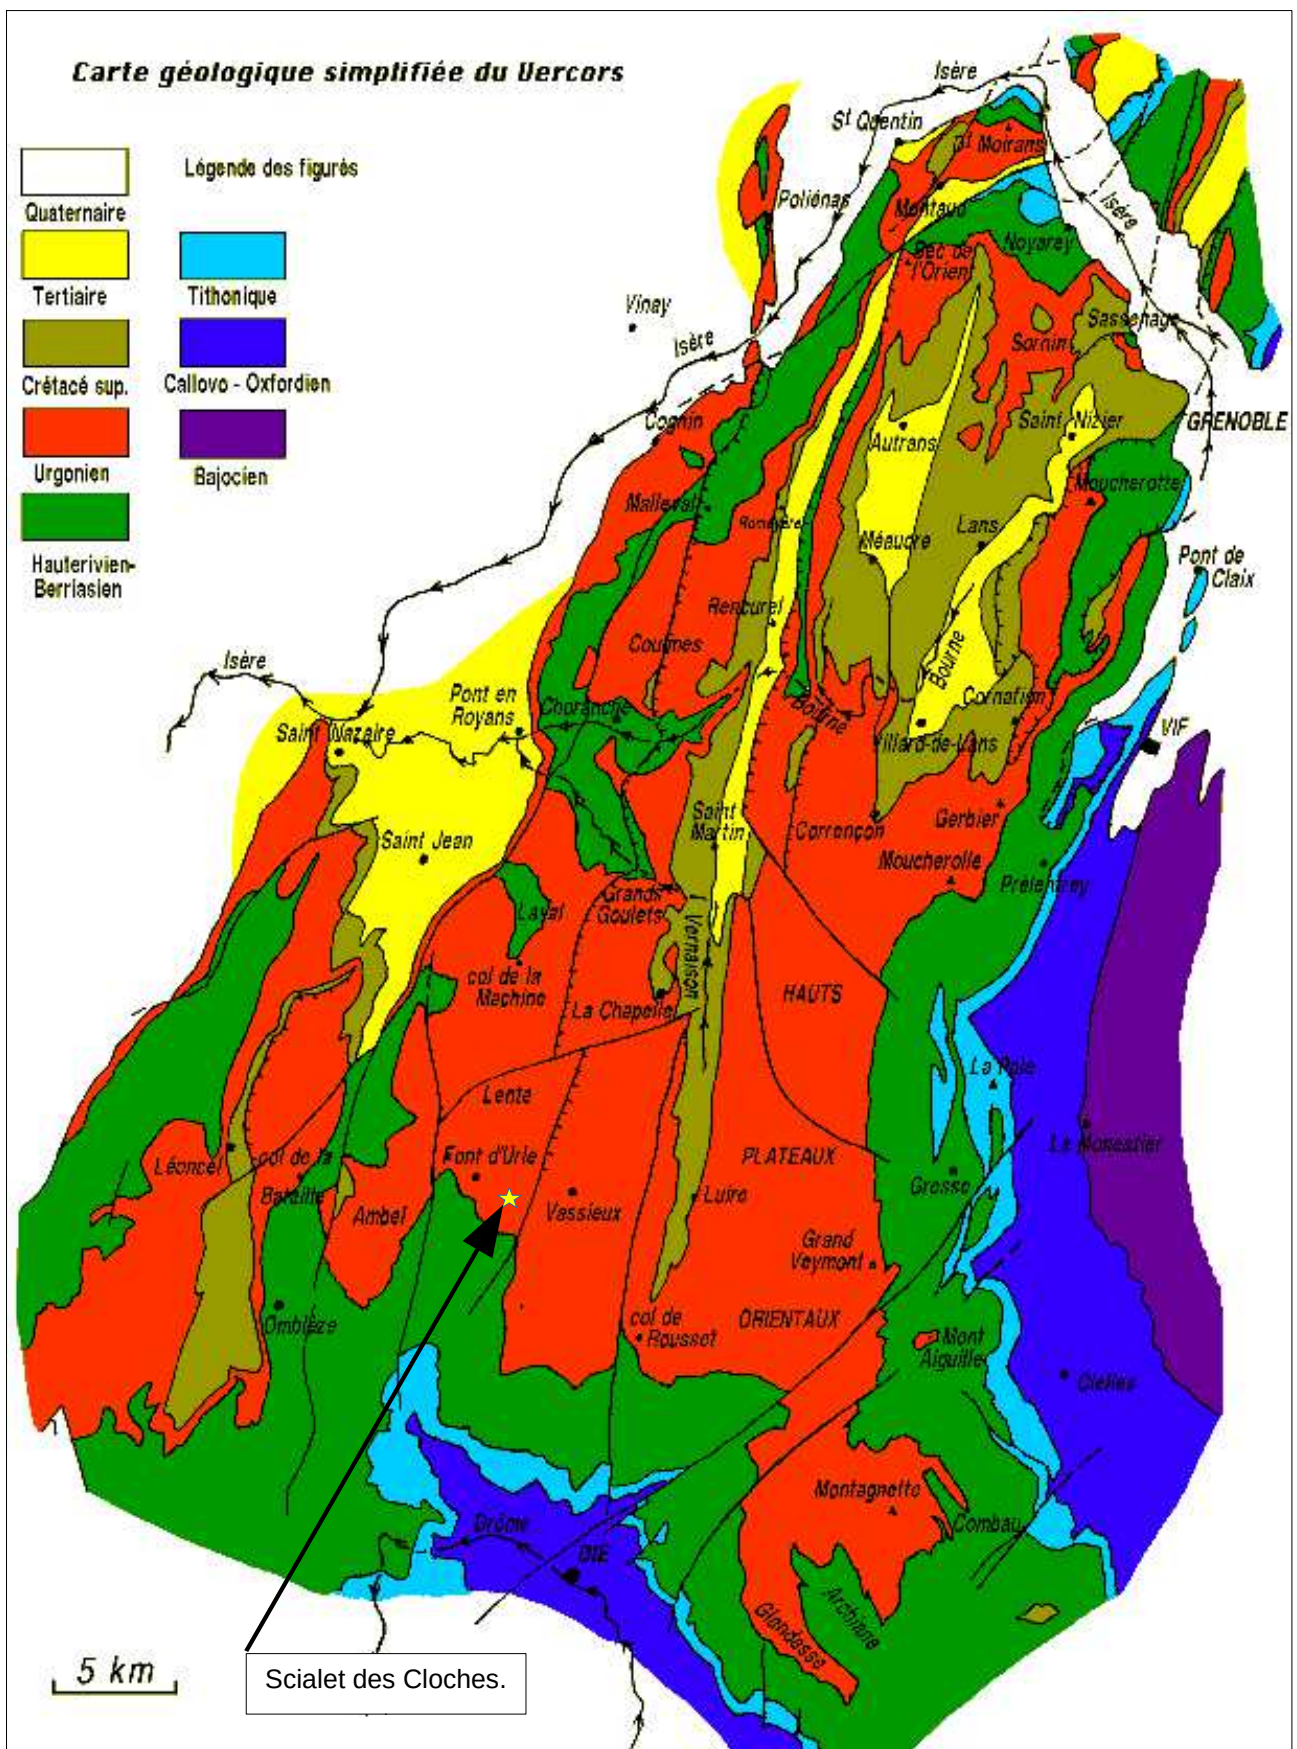 Carte géologique simplifiée du Vercors
Légende des figurés
Quaternaire
Tertiaire
Tithonique
Crétacé sup.
Callovo - Oxfordien
Urgonien
Bajocien
Hauterivien-
Berriasien
Isère
St Quentin
Pt Moirans
Poliénas
Montaud
Isère
Noyarey
Bec de
l'Orient
Vinay
Isère
Sassenage
Sornin
Cognin
Autrans
Saint-Nizier
GRENOBLE
Malleval
Moucherotte
Romeyère
Méaudre
Lans
Pont de
Claix
Rencurel
Coulmes
Bourne
Isère
Pont en
Royans
Choranche
Bourne
Cornafion
Saint Nazaire
Villard-de-Lans
VIF
Saint Jean
Saint
Martin
Corrençon
Gerbier
Moucherolle
Prélenfrey
Laval
Grands
Goulets
Vernaison
col de la
Machine
La Chapelle
HAUTS
La Pale
Lente
Le Monestier
Léoncel
col de la
Bataille
Font d'Urle
PLATEAUX
Gresse
Ambel
Vassieux
Luire
Grand
Veymont
Ombléze
col de
Rousset
ORIENTAUX
Mont
Aiguille
Clelles
Montagnette
Combau
Drôme
DIE
Archiane
Glandasse
5 km
Scialet des Cloches.